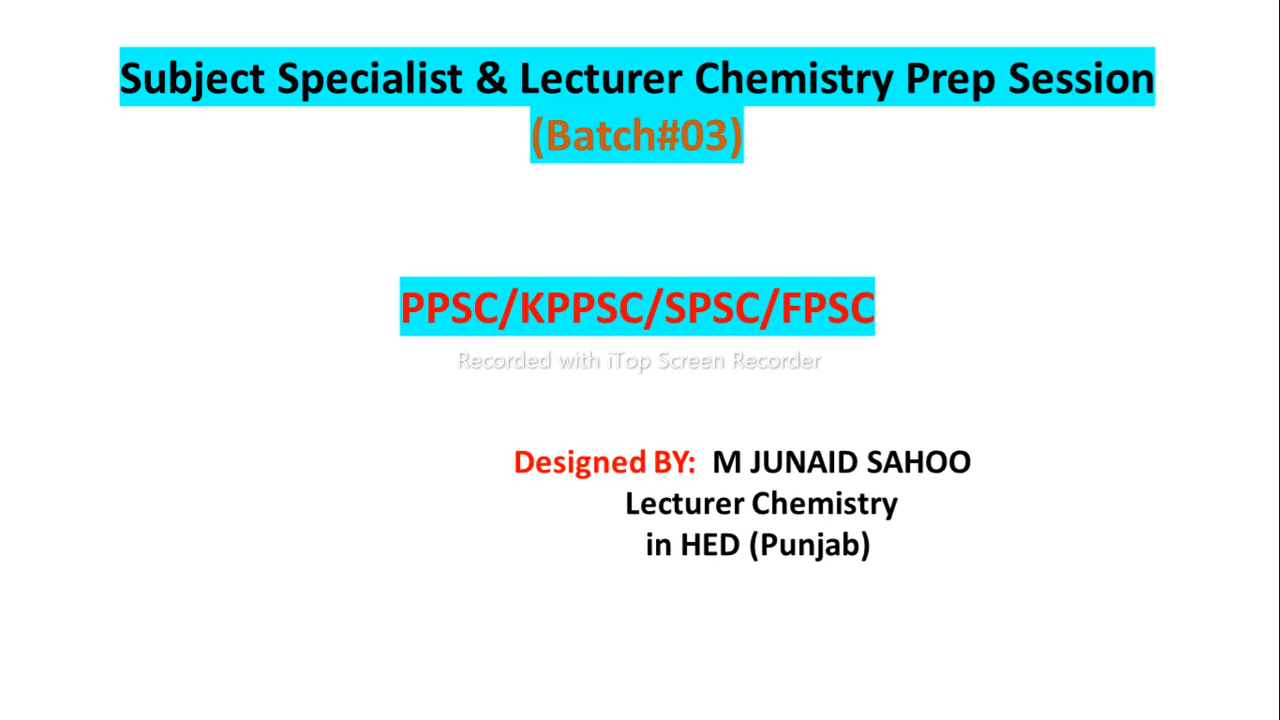 Subject Specialist & Lecturer Chemistry Prep Session
(Batch#03)
PPSC/KPPSC/SPSC/FPSC
Recorded with iTop Screen Recorder
Designed BY: M JUNAID SAHOO
Lecturer Chemistry
in HED (Punjab)